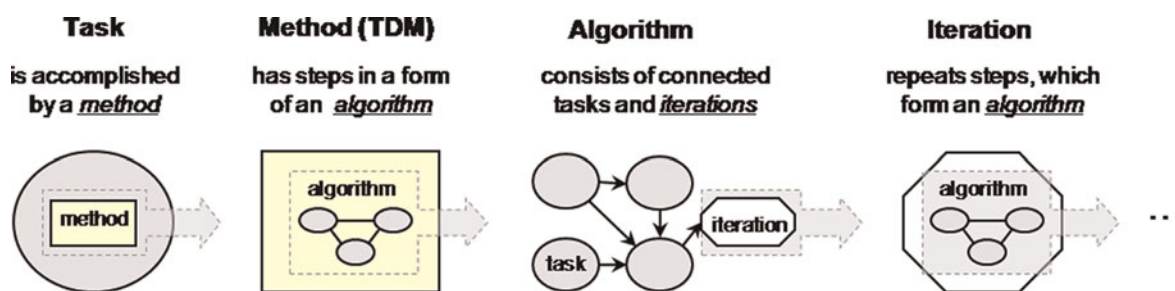 Task
is accomplished
by a method
method
Method (TDM)
has steps in a form
of an algorithm
algorithm
Algorithm
consists of connected
tasks and iterations
task
iteration
Iteration
repeats steps, which
form an algorithm
algorithm
..